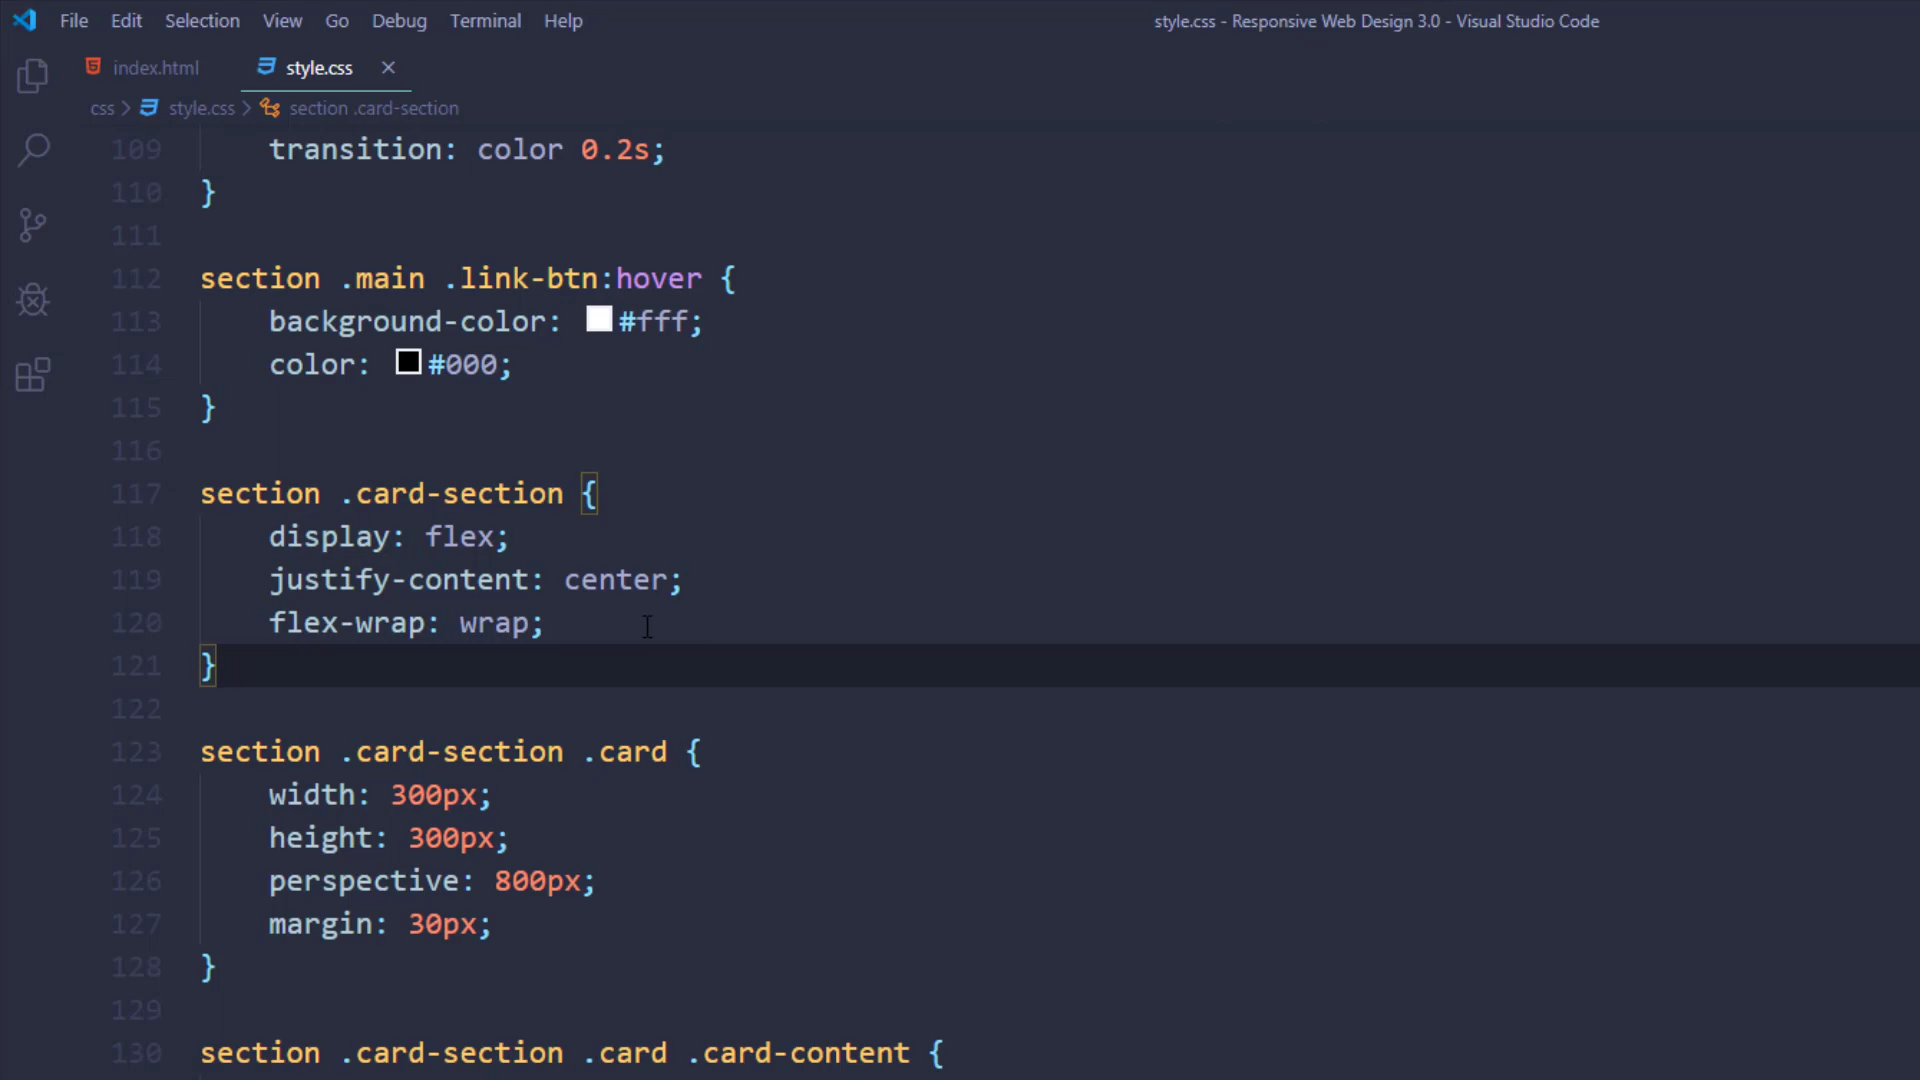 File Edit Selection View Go Debug Terminal Help
style.css - Responsive Web Design 3.0 - Visual Studio Code
index.html style.css ×
css > style.css > section .card-section
109 transition: color 0.2s;
110 }
111
112 section .main .link-btn:hover {
113 background-color: #fff;
114 color: #000;
115 }
116
117 section .card-section {
118 display: flex;
119 justify-content: center;
120 flex-wrap: wrap;
121 }
122
123 section .card-section .card {
124 width: 300px;
125 height: 300px;
126 perspective: 800px;
127 margin: 30px;
128 }
129
130 section .card-section .card .card-content {